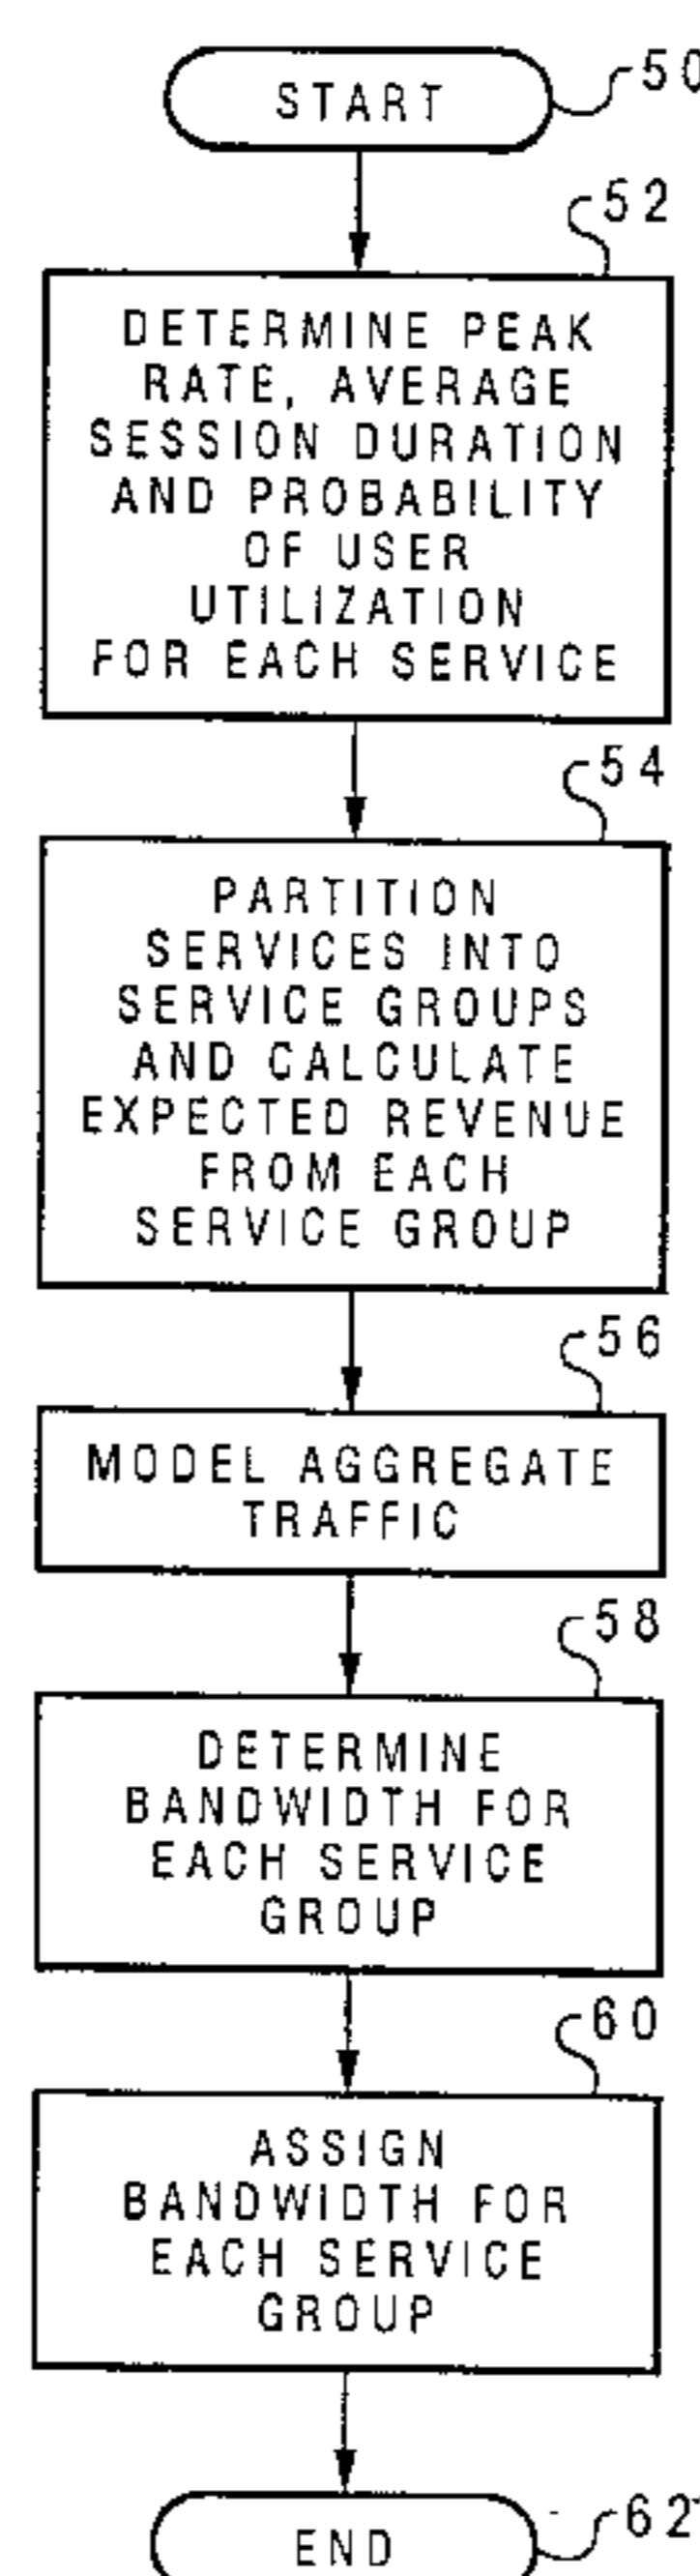 START
50
52
DETERMINE PEAK
RATE, AVERAGE
SESSION DURATION
AND PROBABILITY
OF USER
UTILIZATION
FOR EACH SERVICE
54
PARTITION
SERVICES INTO
SERVICE GROUPS
AND CALCULATE
EXPECTED REVENUE
FROM EACH
SERVICE GROUP
56
MODEL AGGREGATE
TRAFFIC
58
DETERMINE
BANDWIDTH FOR
EACH SERVICE
GROUP
60
ASSIGN
BANDWIDTH FOR
EACH SERVICE
GROUP
62
END